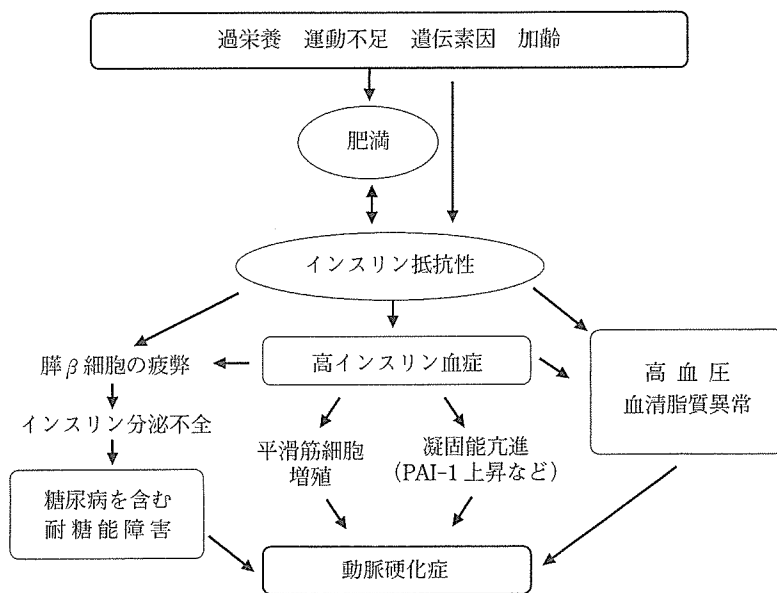 過栄養 運動不足 遺伝素因 加齢
肥満
インスリン抵抗性
膵β細胞の疲弊
高インスリン血症
高血圧
血清脂質異常
インスリン分泌不全
平滑筋細胞
増殖
凝固能亢進
(PAI-1上昇など)
糖尿病を含む
耐糖能障害
動脈硬化症